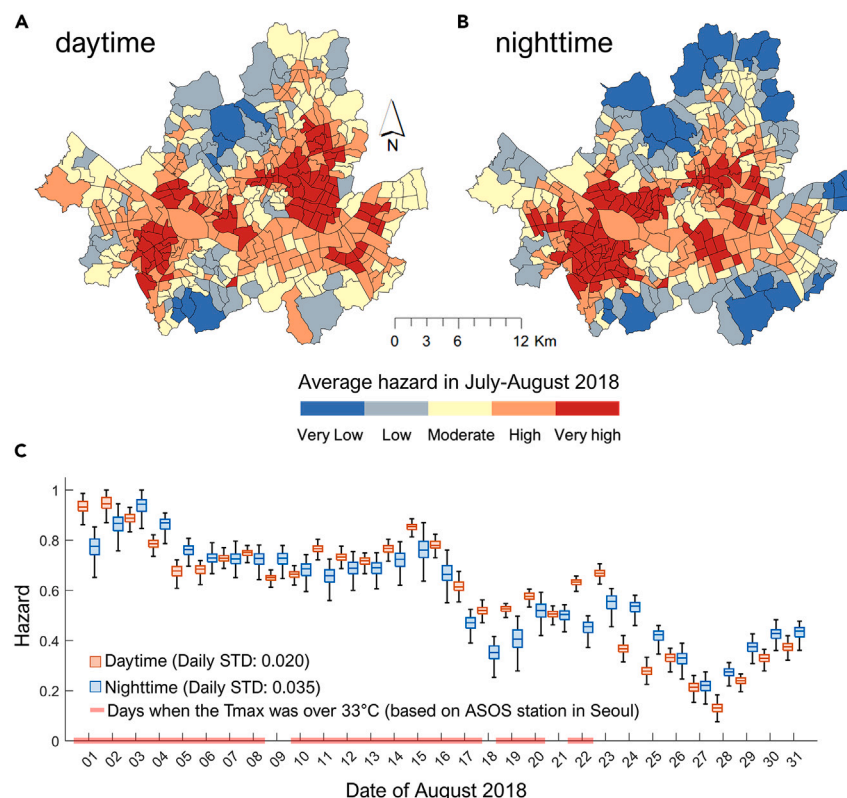 A
daytime
B
nighttime
N
0 3 6 12 Km
Average hazard in July-August 2018
Very Low Low Moderate High Very high
C
1
0.8
0.6
0.4
0.2
0
Hazard
Daytime (Daily STD: 0.020)
Nighttime (Daily STD: 0.035)
Days when the Tmax was over 33°C (based on ASOS station in Seoul)
01 02 03 04 05 06 07 08 09 10 11 12 13 14 15 16 17 18 19 20 21 22 23 24 25 26 27 28 29 30 31
Date of August 2018